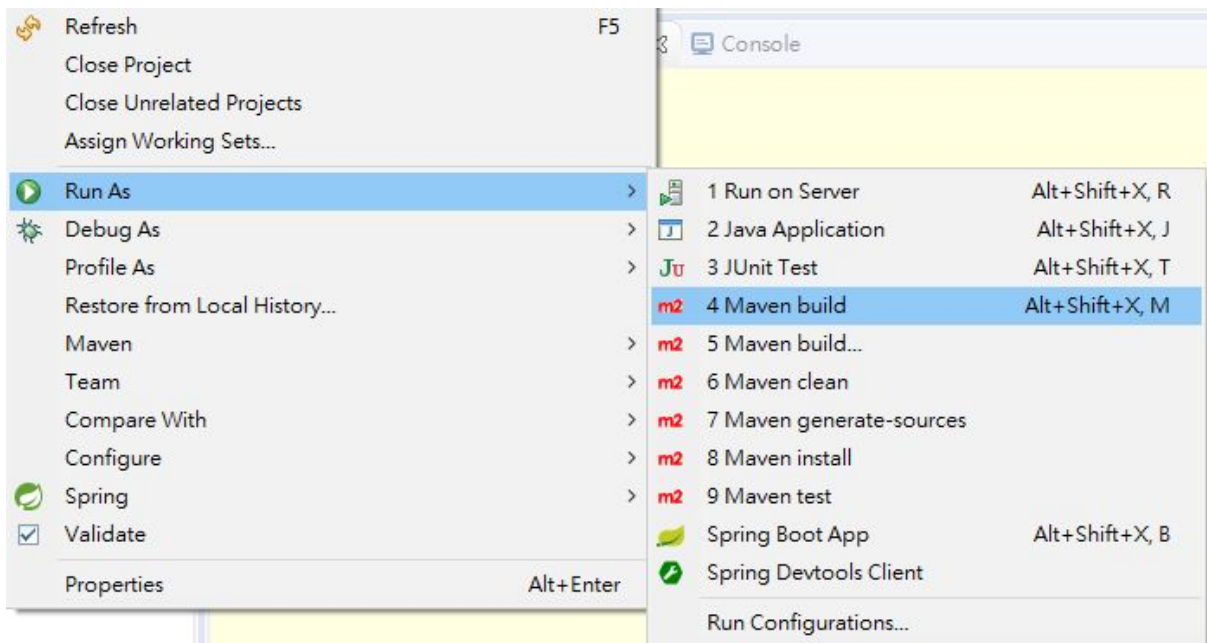 Refresh F5
Close Project
Close Unrelated Projects
Assign Working Sets...
Run As
Debug As
Profile As
Restore from Local History...
Maven
Team
Compare With
Configure
Spring
Validate
Properties Alt+Enter
Console
1 Run on Server Alt+Shift+X, R
2 Java Application Alt+Shift+X, J
3 JUnit Test Alt+Shift+X, T
4 Maven build Alt+Shift+X, M
5 Maven build...
6 Maven clean
7 Maven generate-sources
8 Maven install
9 Maven test
Spring Boot App Alt+Shift+X, B
Spring Devtools Client
Run Configurations...